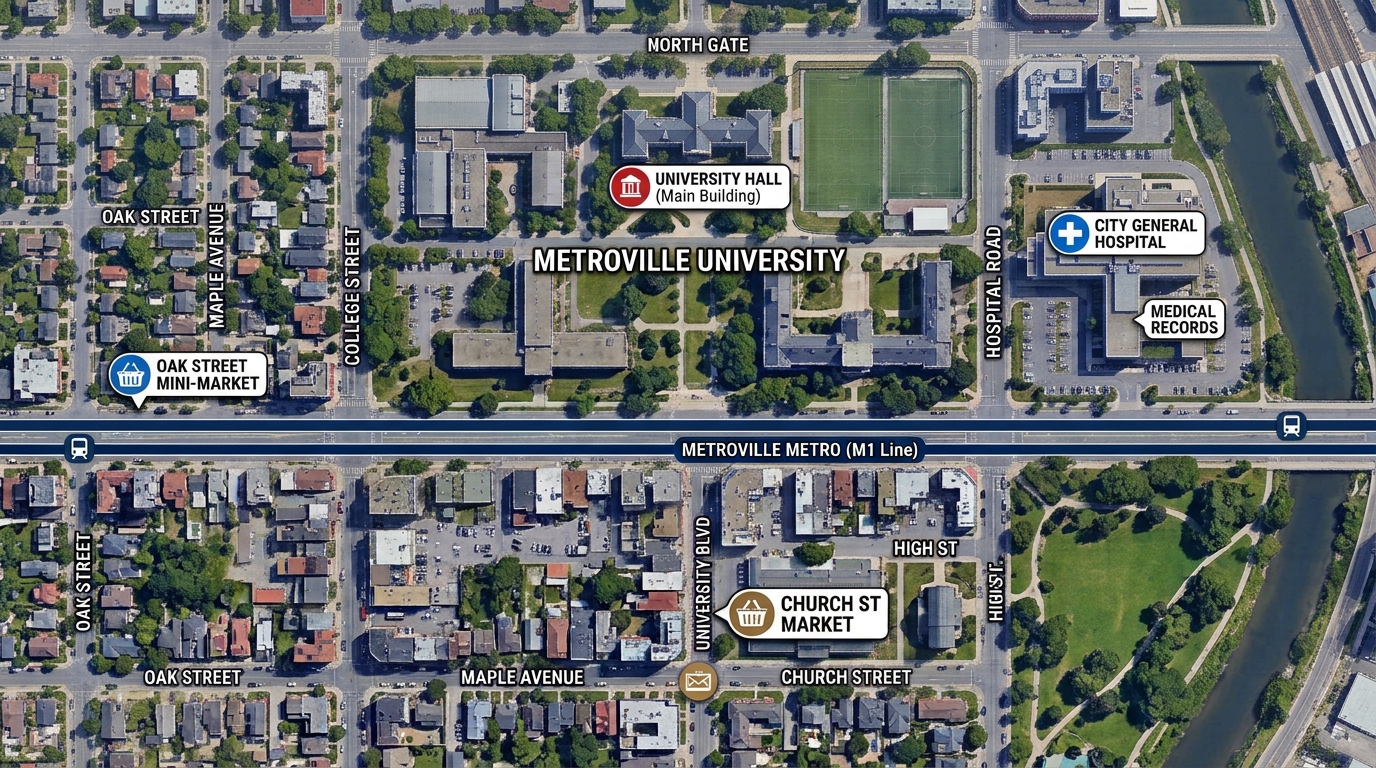 NORTH GATE
UNIVERSITY HALL
(Main Building)
OAK STREET
MAPLE AVENUE
COLLEGE STREET
METROVILLE UNIVERSITY
HOSPITAL ROAD
CITY GENERAL
HOSPITAL
MEDICAL
RECORDS
OAK STREET
MINI-MARKET
METROVILLE METRO (M1 Line)
OAK STREET
UNIVERSITY BLVD
HIGH ST
CHURCH ST
MARKET
OAK STREET
MAPLE AVENUE
CHURCH STREET